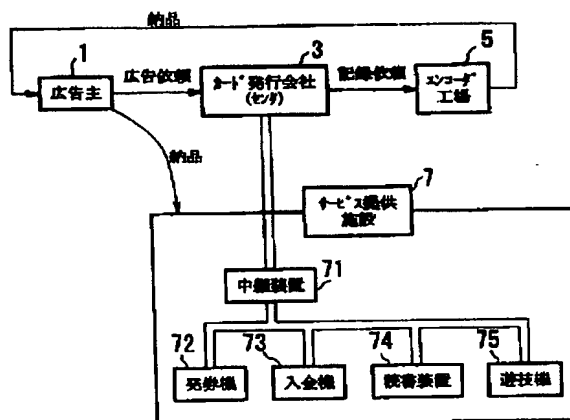 納品
1
広告主
広告依頼
3
カード発行会社
(センタ)
記録依頼
5
エンコーダ
工場
納品
7
サービス提供
施設
中継装置
71
72
発券機
73
入金機
74
読書装置
75
遊技機